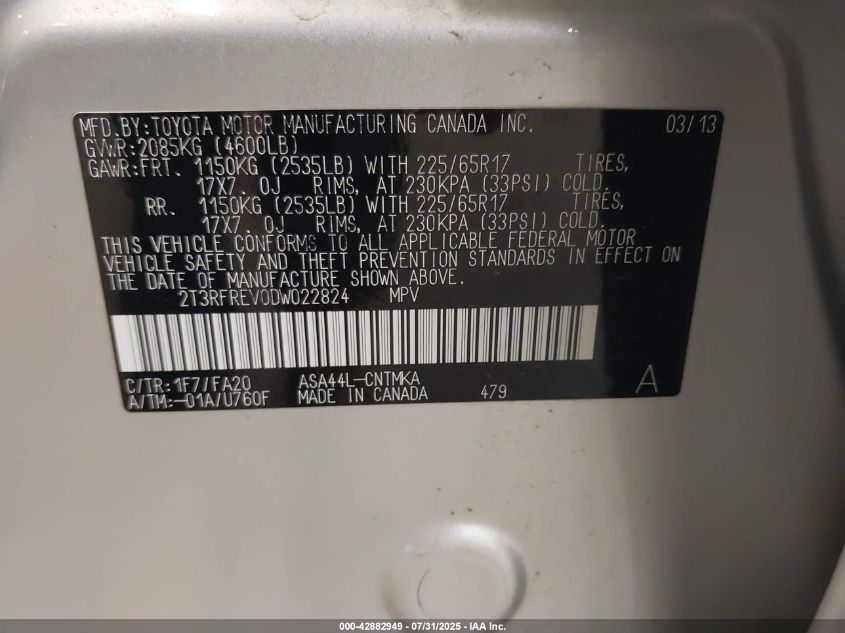 MFD.BY:TOYOTA MOTOR MANUFACTURING CANADA INC. 03/13
GVWR:2085KG (4600LB)
GAWR:FRT. 1150KG (2535LB) WITH 225/65R17 TIRES,
17X7.0J RIMS, AT 230KPA (33PSI) COLD.
RR. 1150KG (2535LB) WITH 225/65R17 TIRES,
17X7.0J RIMS, AT 230KPA (33PSI) COLD.
THIS VEHICLE CONFORMS TO ALL APPLICABLE FEDERAL MOTOR
VEHICLE SAFETY AND THEFT PREVENTION STANDARDS IN EFFECT ON
THE DATE OF MANUFACTURE SHOWN ABOVE.
2T3RFREV0DW022824 MPV
C/TR:1F7/FA20 ASA44L-CNTMKA
A/TM:-01A/U760F MADE IN CANADA 479 A
000-42882949 - 07/31/2025 - IAA Inc.